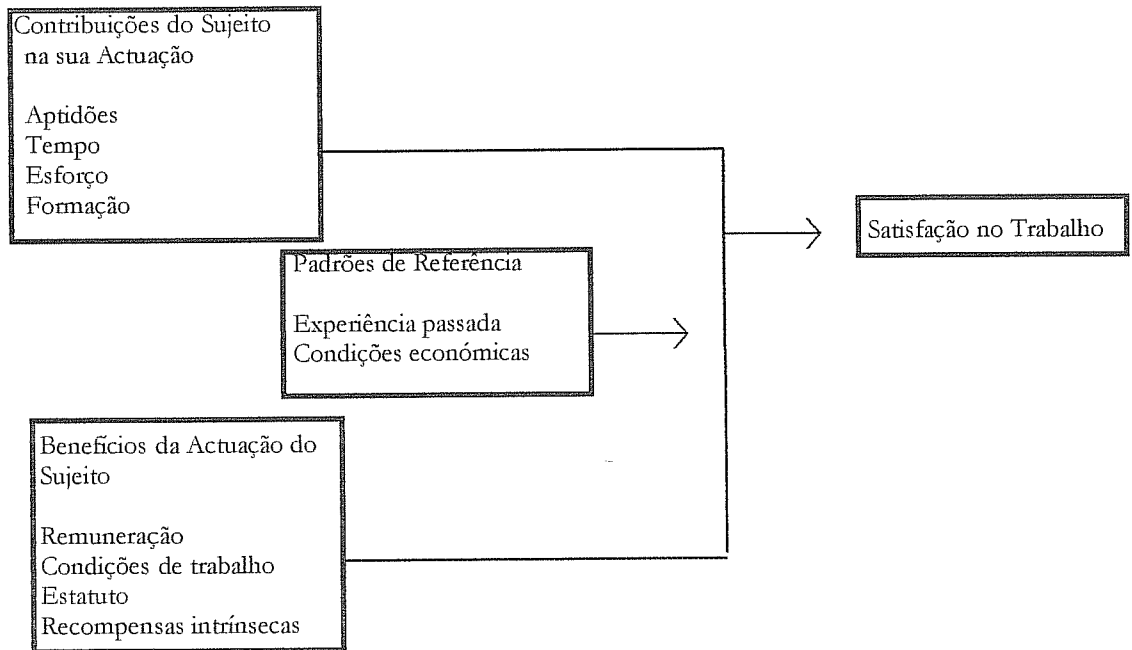 Contribuições do Sujeito
na sua Actuação
Aptidões
Tempo
Esforço
Formação
Padrões de Referência
Experiência passada
Condições económicas
Benefícios da Actuação do
Sujeito
Remuneração
Condições de trabalho
Estatuto
Recompensas intrínsecas
Satisfação no Trabalho